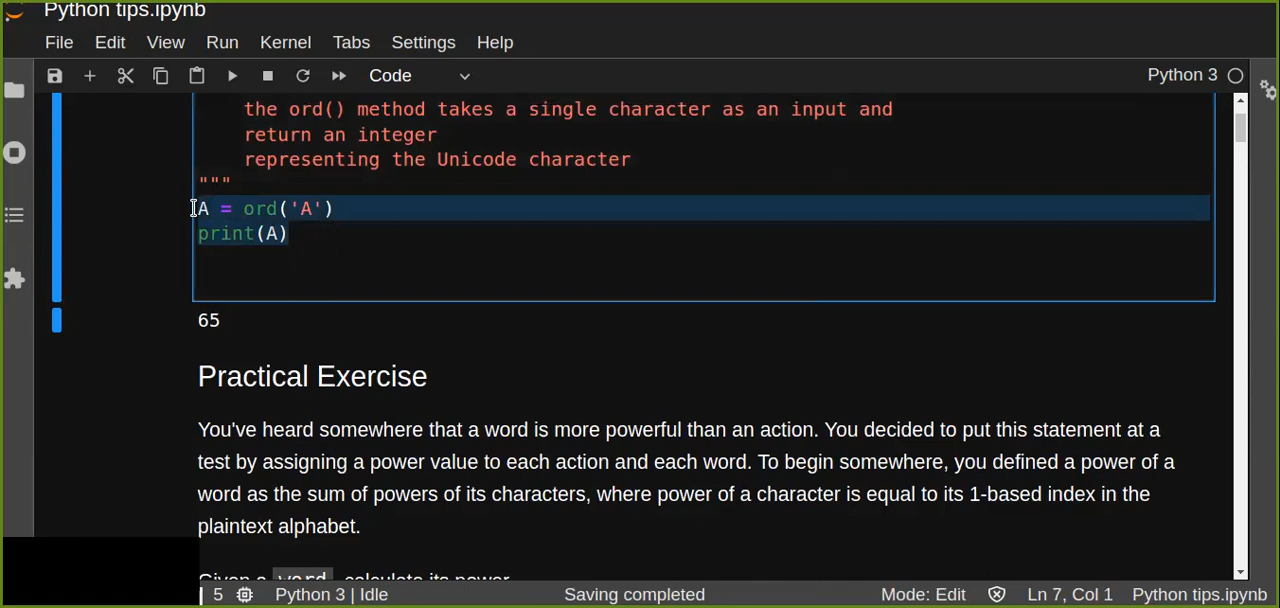 Python tips.ipynb
File Edit View Run Kernel Tabs Settings Help
Code Python 3
the ord() method takes a single character as an input and
return an integer
representing the Unicode character
"""
A = ord('A')
print(A)
65
Practical Exercise
You've heard somewhere that a word is more powerful than an action. You decided to put this statement at a
test by assigning a power value to each action and each word. To begin somewhere, you defined a power of a
word as the sum of powers of its characters, where power of a character is equal to its 1-based index in the
plaintext alphabet.
Given a word, calculate its power
5 Python 3 | Idle Saving completed Mode: Edit Ln 7, Col 1 Python tips.ipynb